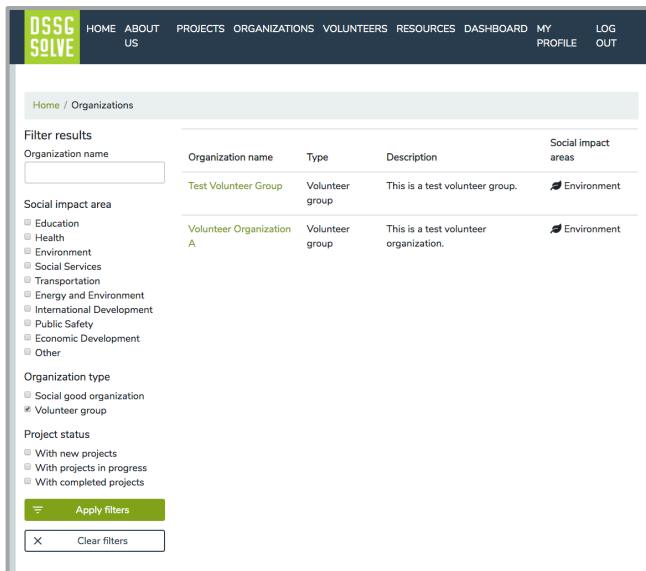 DSSG SOLVE
HOME ABOUT US PROJECTS ORGANIZATIONS VOLUNTEERS RESOURCES DASHBOARD MY PROFILE LOG OUT
Home / Organizations
Filter results
Organization name
Social impact area
Education
Health
Environment
Social Services
Transportation
Energy and Environment
International Development
Public Safety
Economic Development
Other
Organization type
Social good organization
Volunteer group
Project status
With new projects
With projects in progress
With completed projects
Apply filters
Clear filters
Organization name Type Description Social impact areas
Test Volunteer Group Volunteer group This is a test volunteer group. Environment
Volunteer Organization A Volunteer group This is a test volunteer organization. Environment